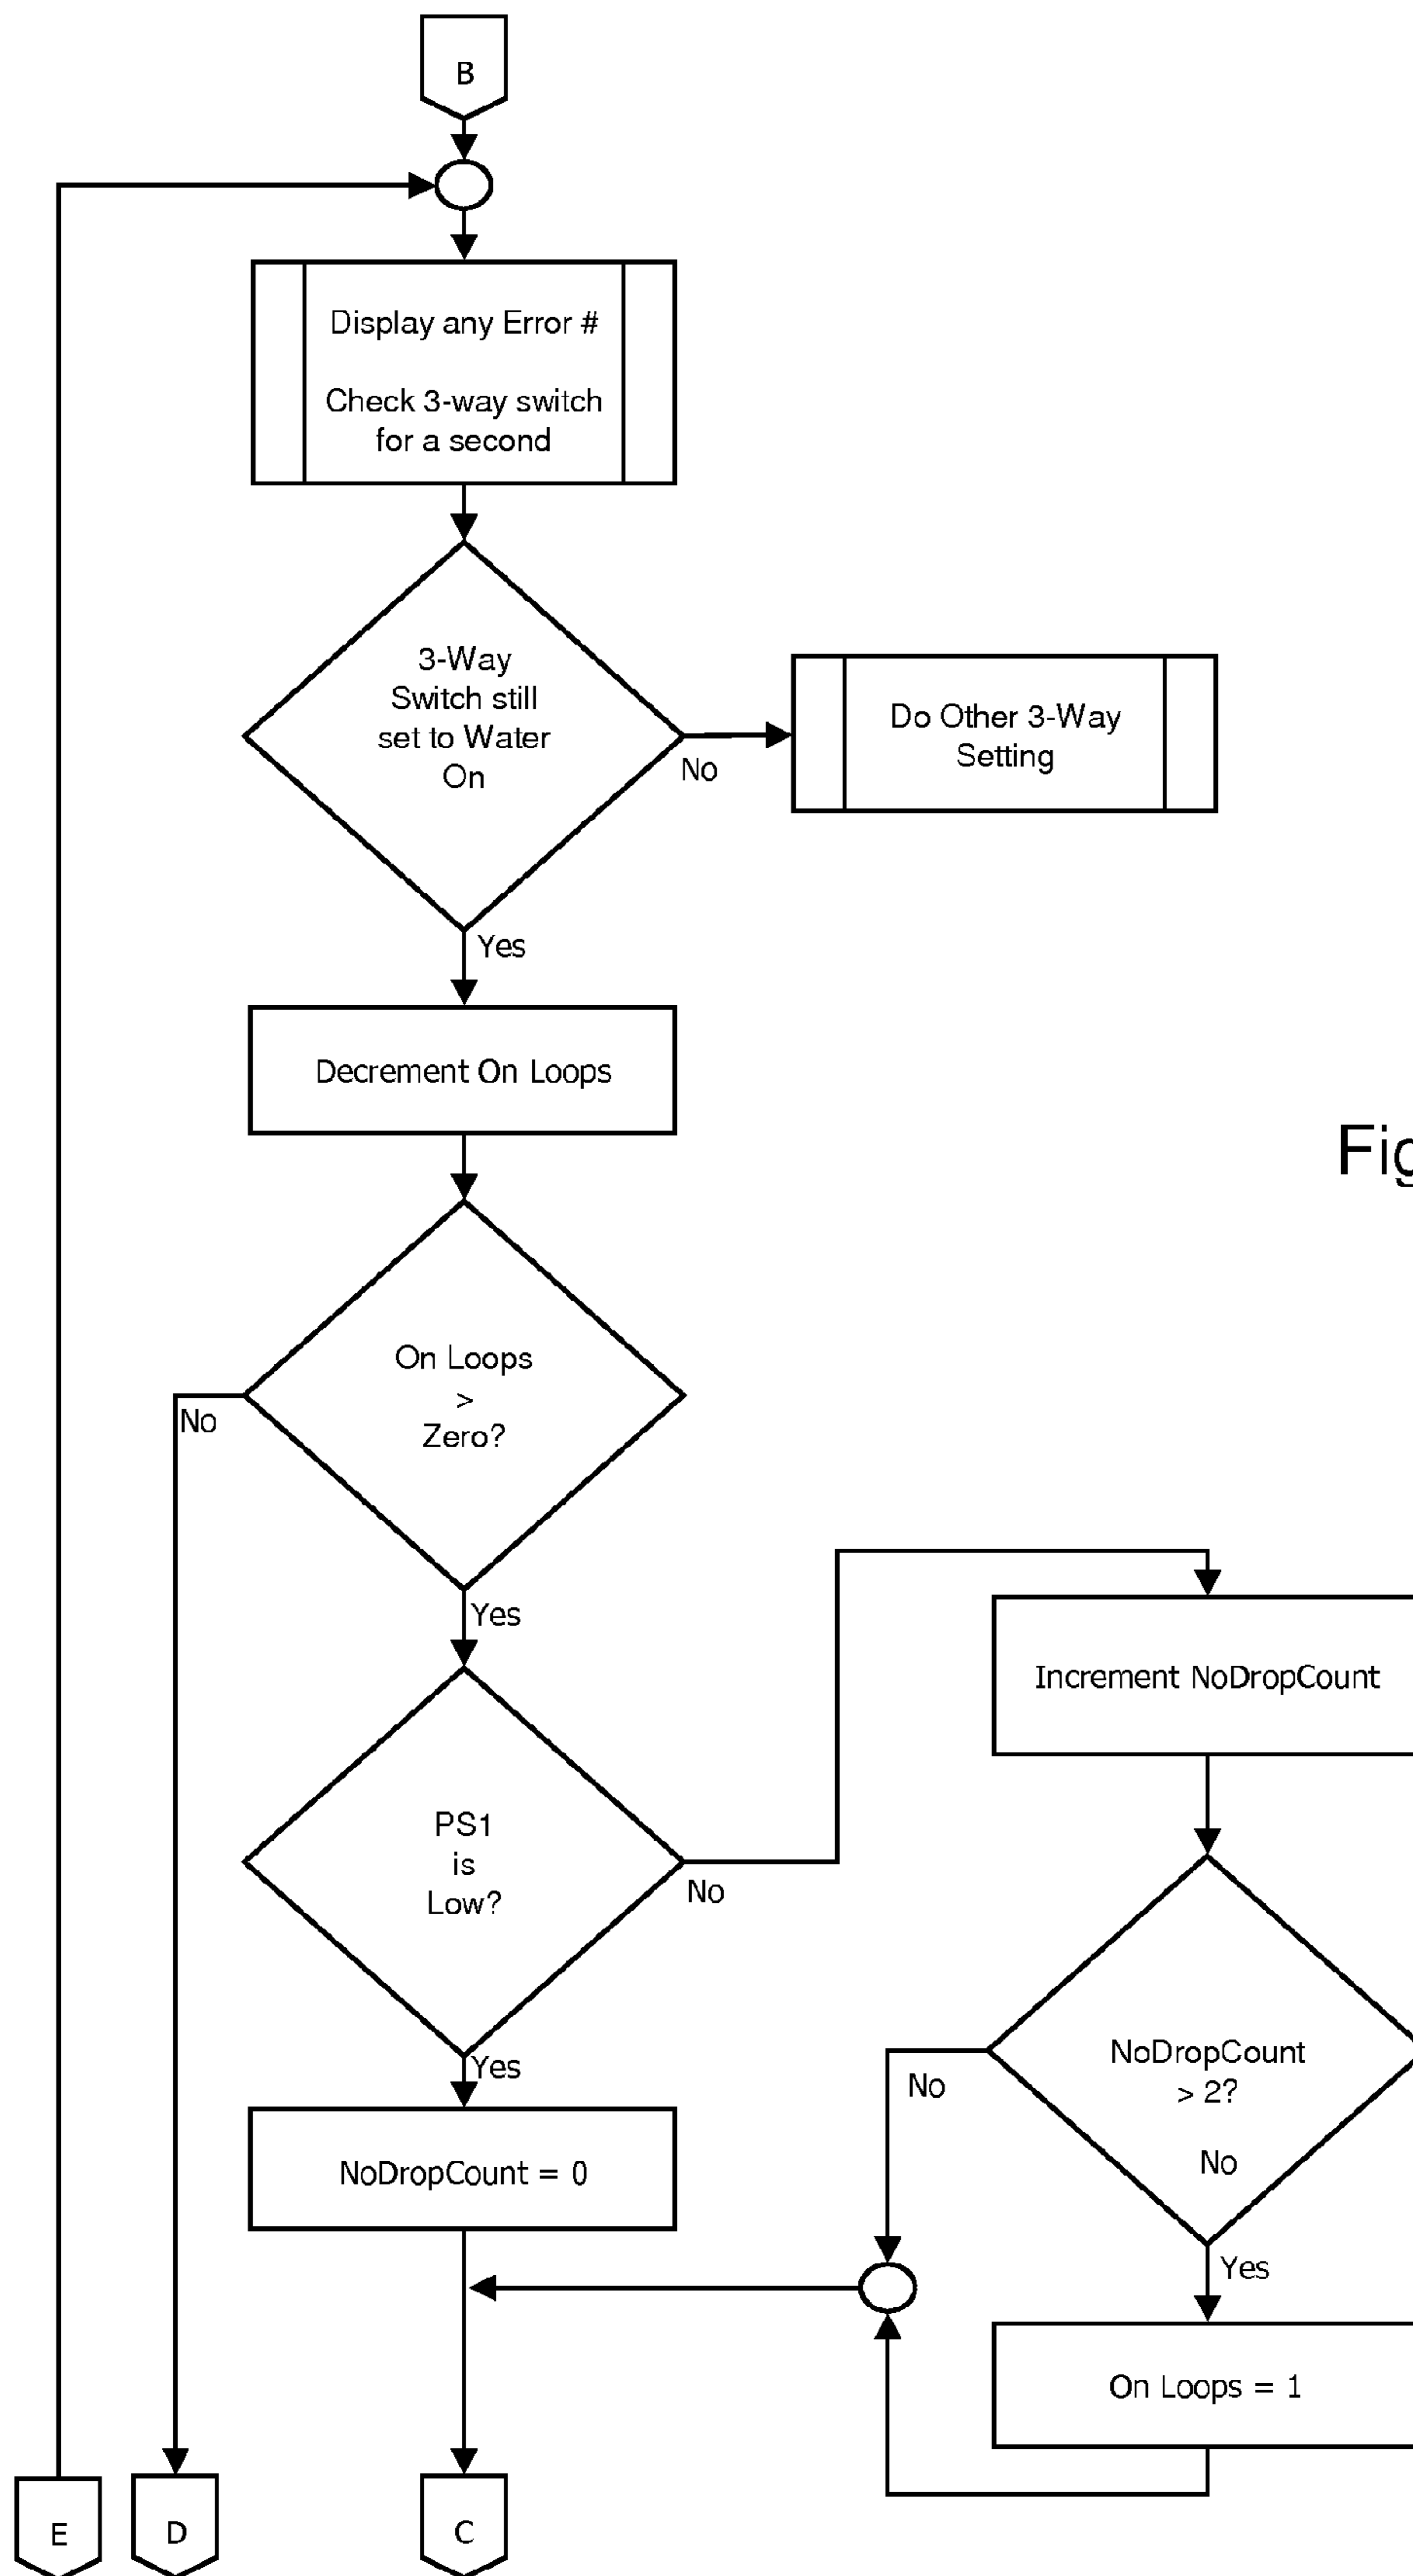 B
Display any Error #
Check 3-way switch
for a second
3-Way
Switch still
set to Water
On
No
Do Other 3-Way
Setting
Yes
Decrement On Loops
Fig
On Loops
>
Zero?
No
Yes
Increment NoDropCount
PS1
is
Low?
No
Yes
NoDropCount
> 2?
No
No
NoDropCount = 0
Yes
On Loops = 1
E
D
C